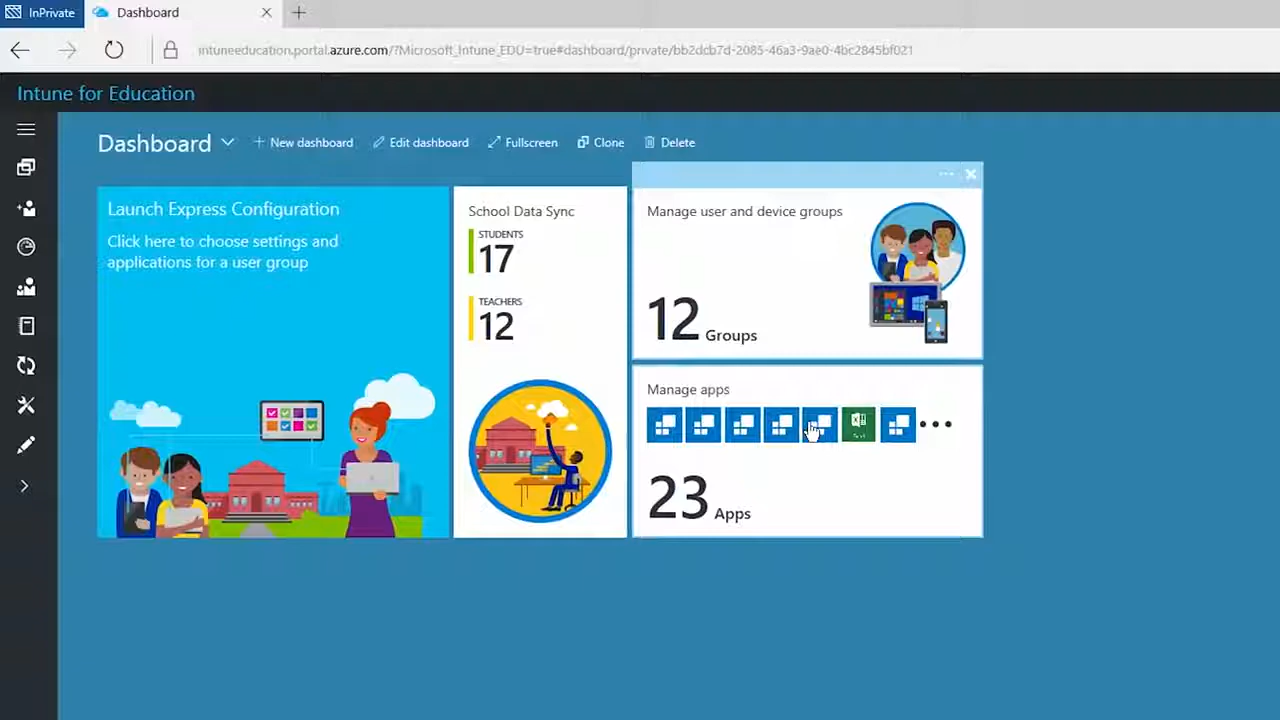 InPrivate
Dashboard
intuneeducation.portal.azure.com/?Microsoft_Intune_EDU=true#dashboard/private/bb2dcb7d-2085-46a3-9ae0-4bc2845bf021
Intune for Education
Dashboard
New dashboard
Edit dashboard
Fullscreen
Clone
Delete
Launch Express Configuration
Click here to choose settings and
applications for a user group
School Data Sync
STUDENTS
17
TEACHERS
12
Manage user and device groups
12 Groups
Manage apps
23 Apps